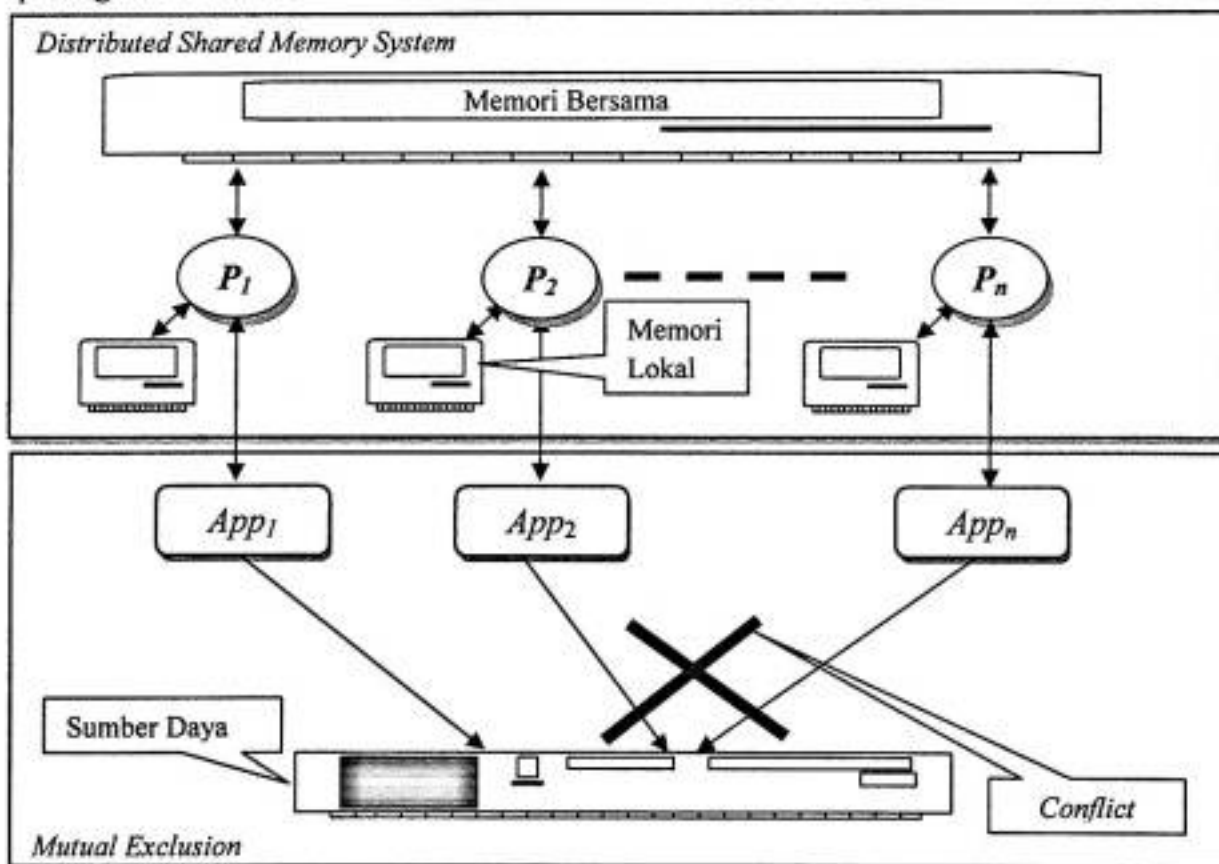 Distributed Shared Memory System
Memori Bersama
P1
P2
Pn
Memori
Lokal
App1
App2
Appn
Sumber Daya
Conflict
Mutual Exclusion